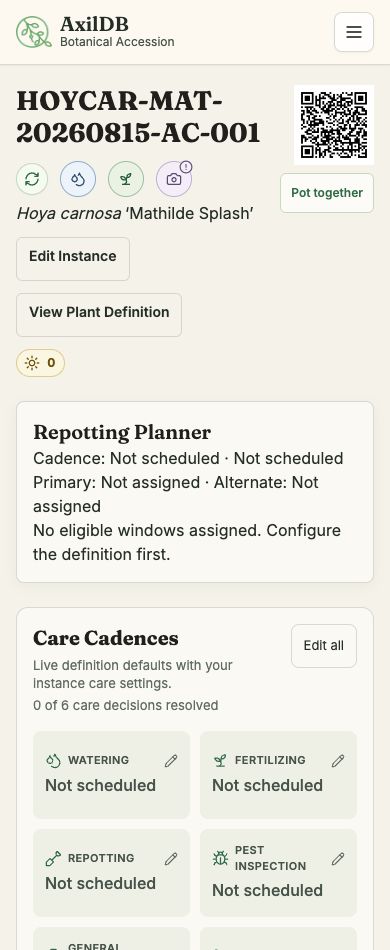 AxilDB
Botanical Accession
HOYCAR-MAT-
20260815-AC-001
Pot together
Hoya carnosa ‘Mathilde Splash’
Edit Instance
View Plant Definition
0
Repotting Planner
Cadence: Not scheduled · Not scheduled
Primary: Not assigned · Alternate: Not
assigned
No eligible windows assigned. Configure
the definition first.
Care Cadences
Edit all
Live definition defaults with your
instance care settings.
0 of 6 care decisions resolved
WATERING
Not scheduled
FERTILIZING
Not scheduled
REPOTTING
Not scheduled
PEST
INSPECTION
Not scheduled
GENERAL